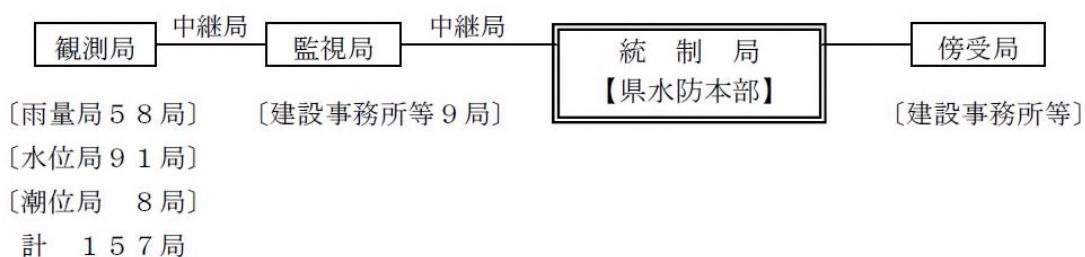 中継局 中継局
観測局 監視局 統 制 局 傍受局
【県水防本部】
〔雨量局58局〕 〔建設事務所等9局〕 〔建設事務所等〕
〔水位局91局〕
〔潮位局 8局〕
計 157局